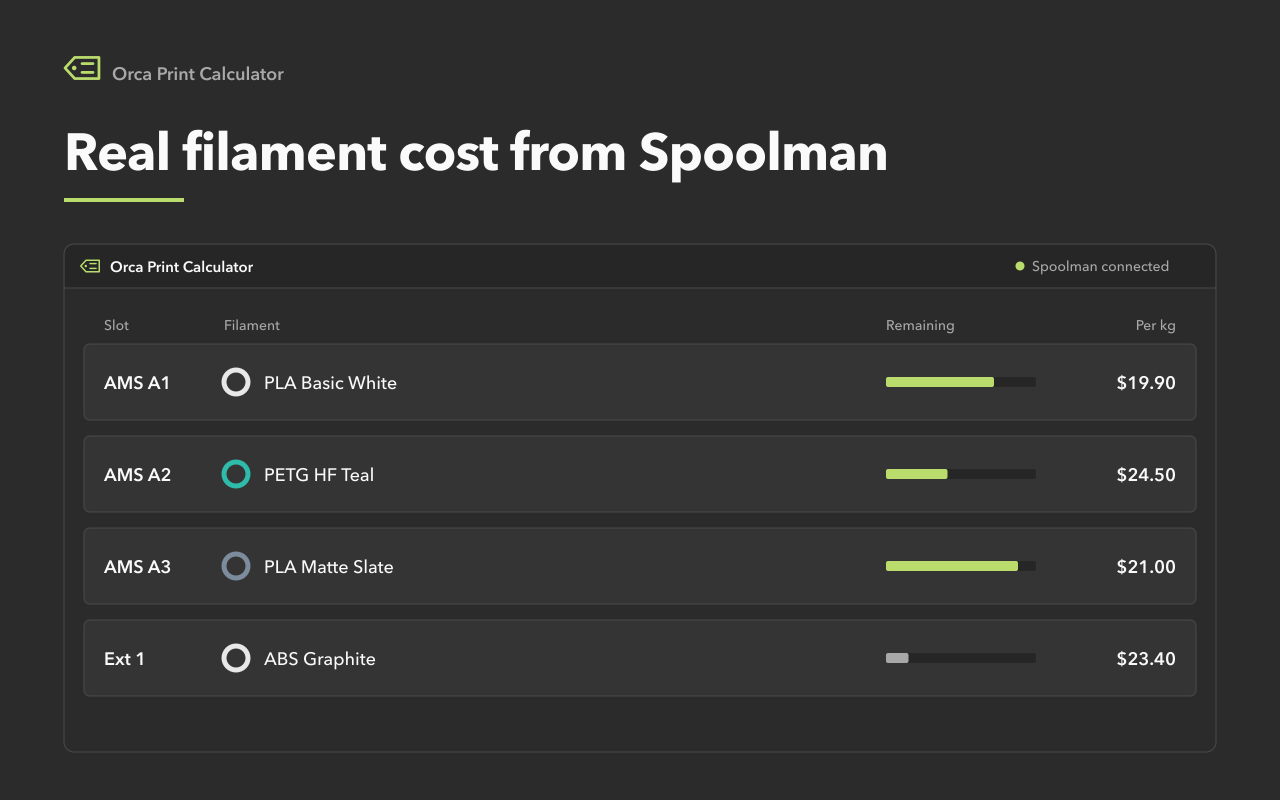 Orca Print Calculator
Real filament cost from Spoolman
Orca Print Calculator Spoolman connected
Slot Filament Remaining Per kg
AMS A1 PLA Basic White $19.90
AMS A2 PETG HF Teal $24.50
AMS A3 PLA Matte Slate $21.00
Ext 1 ABS Graphite $23.40